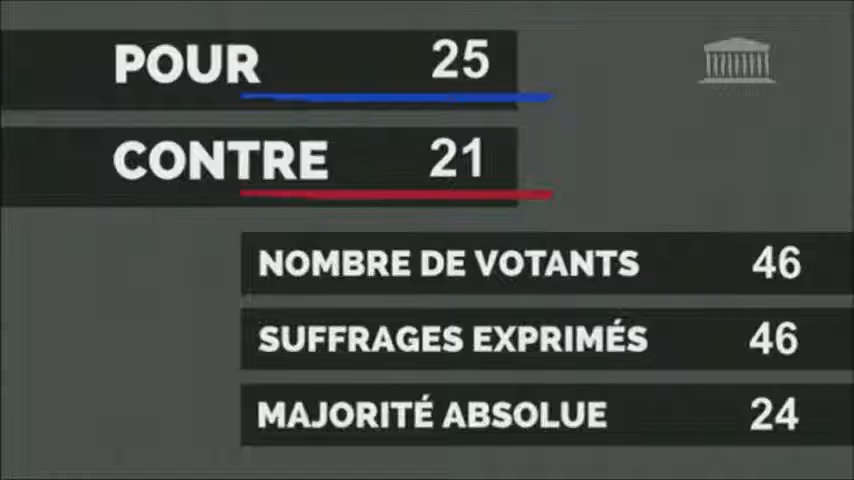 POUR 25
CONTRE 21
NOMBRE DE VOTANTS 46
SUFFRAGES EXPRIMÉS 46
MAJORITÉ ABSOLUE 24